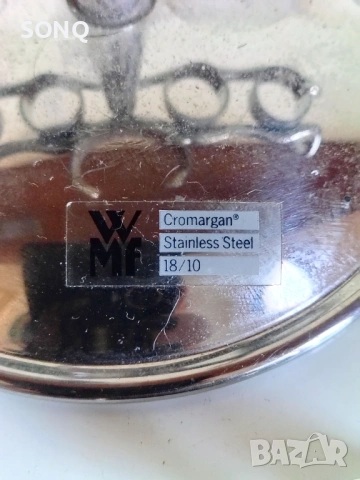 SONQ
WMF
Cromargan®
Stainless Steel
18/10
BAZAR
bg